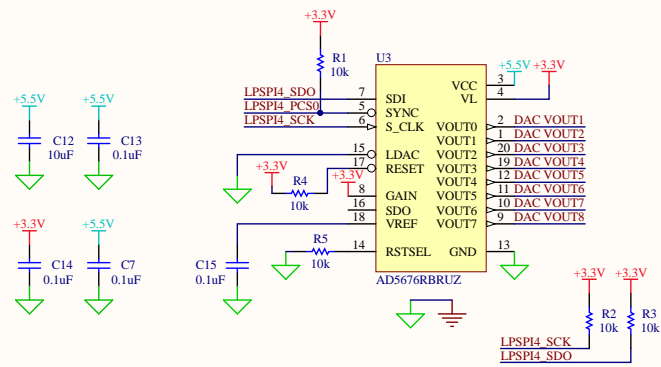 +3.3V
R1
10k
U3
LPSPI4_SDO 7 SDI
LPSPI4_PCS0 5 SYNC
LPSPI4_SCK 6 S_CLK
15 LDAC
17 RESET
+3.3V
R4
10k
+3.3V
8 GAIN
16 SDO
18 VREF
R5
10k
14 RSTSEL
AD5676RBRUZ
+5.5V +3.3V
VCC 3
VL 4
VOUT0 2 DAC VOUT1
VOUT1 1 DAC VOUT2
VOUT2 20 DAC VOUT3
VOUT3 19 DAC VOUT4
VOUT4 12 DAC VOUT5
VOUT5 11 DAC VOUT6
VOUT6 10 DAC VOUT7
VOUT7 9 DAC VOUT8
GND 13
+5.5V
C12
10uF
+5.5V
C13
0.1uF
+3.3V
C14
0.1uF
+5.5V
C7
0.1uF
C15
0.1uF
+3.3V +3.3V
R2
10k
R3
10k
LPSPI4_SCK
LPSPI4_SDO